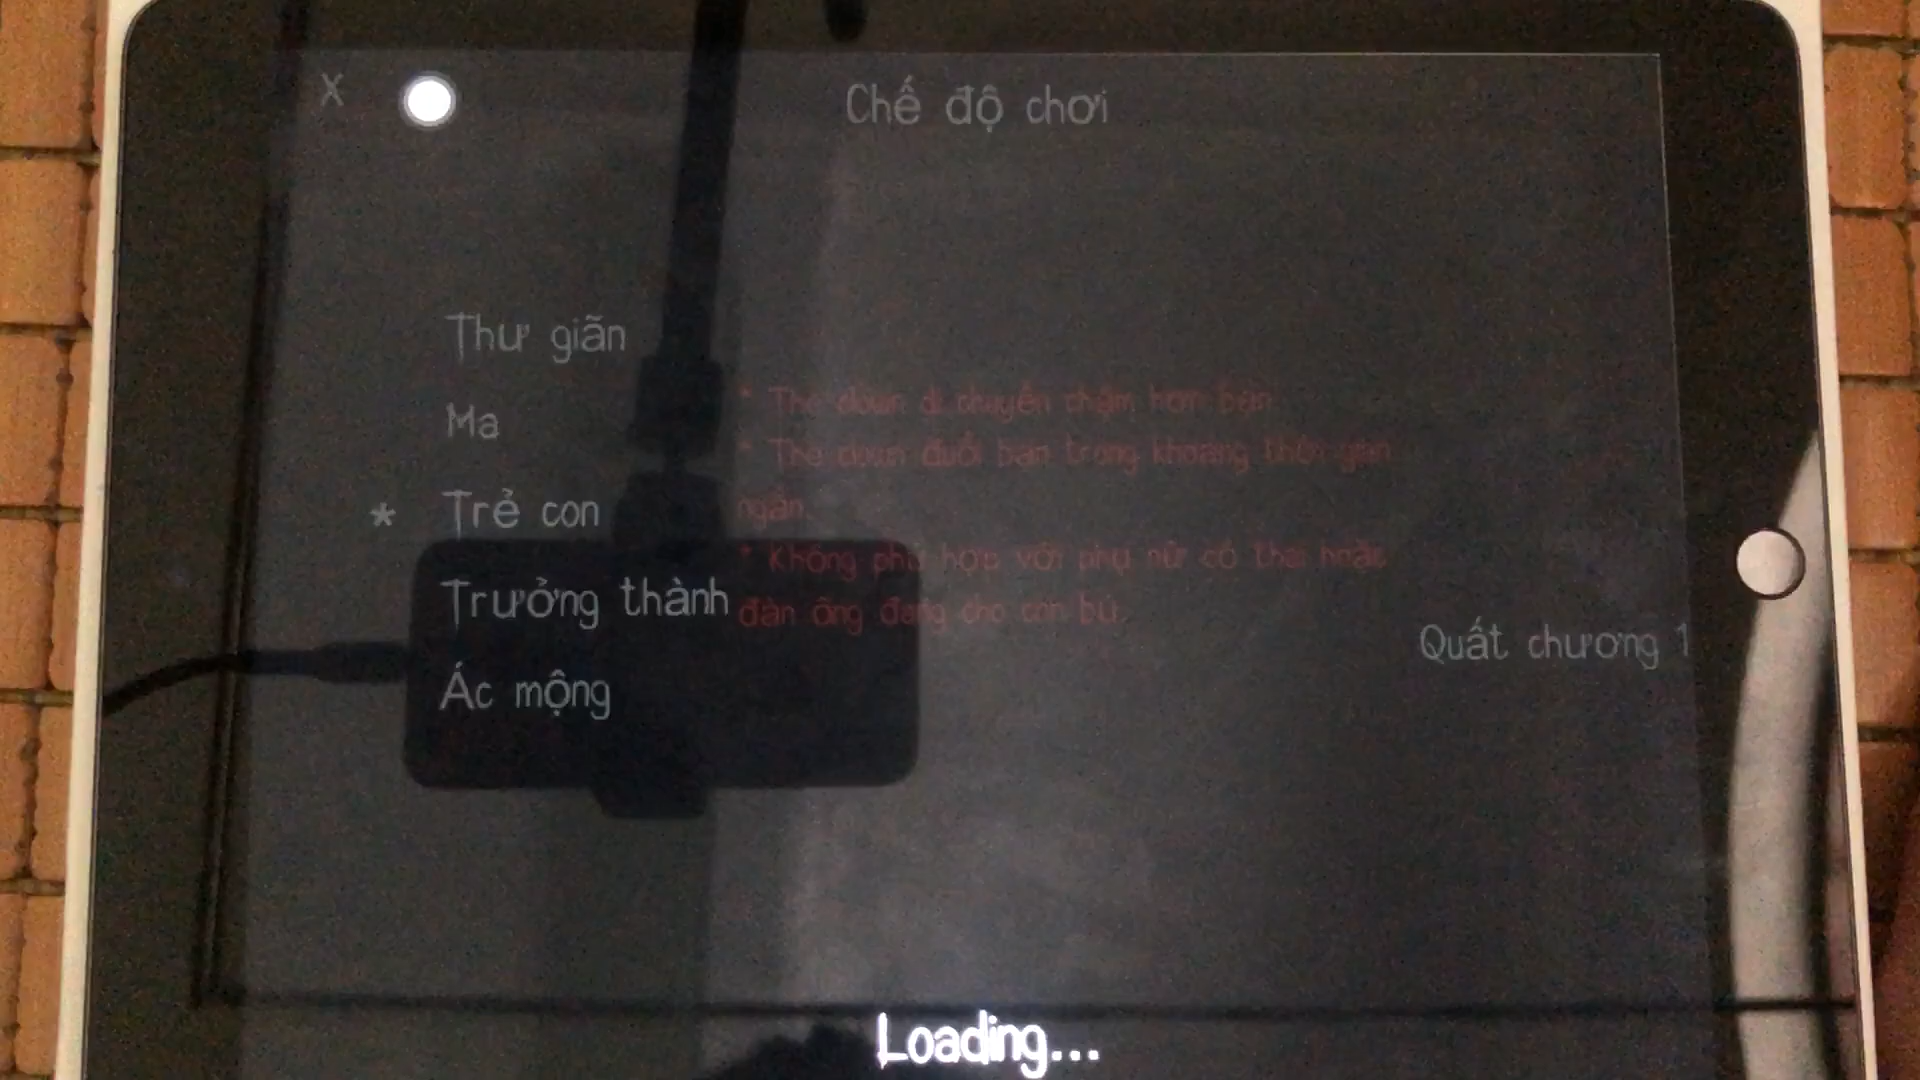 X
Chế độ chơi
Thư giãn
Ma
* Trẻ con
Trưởng thành
Ác mộng
* The clown di chuyển chậm hơn bạn.
* The clown đuổi bạn trong khoảng thời gian
ngắn.
* Không phù hợp với phụ nữ có thai hoặc
đàn ông đang cho con bú.
Quất chương 1
Loading...